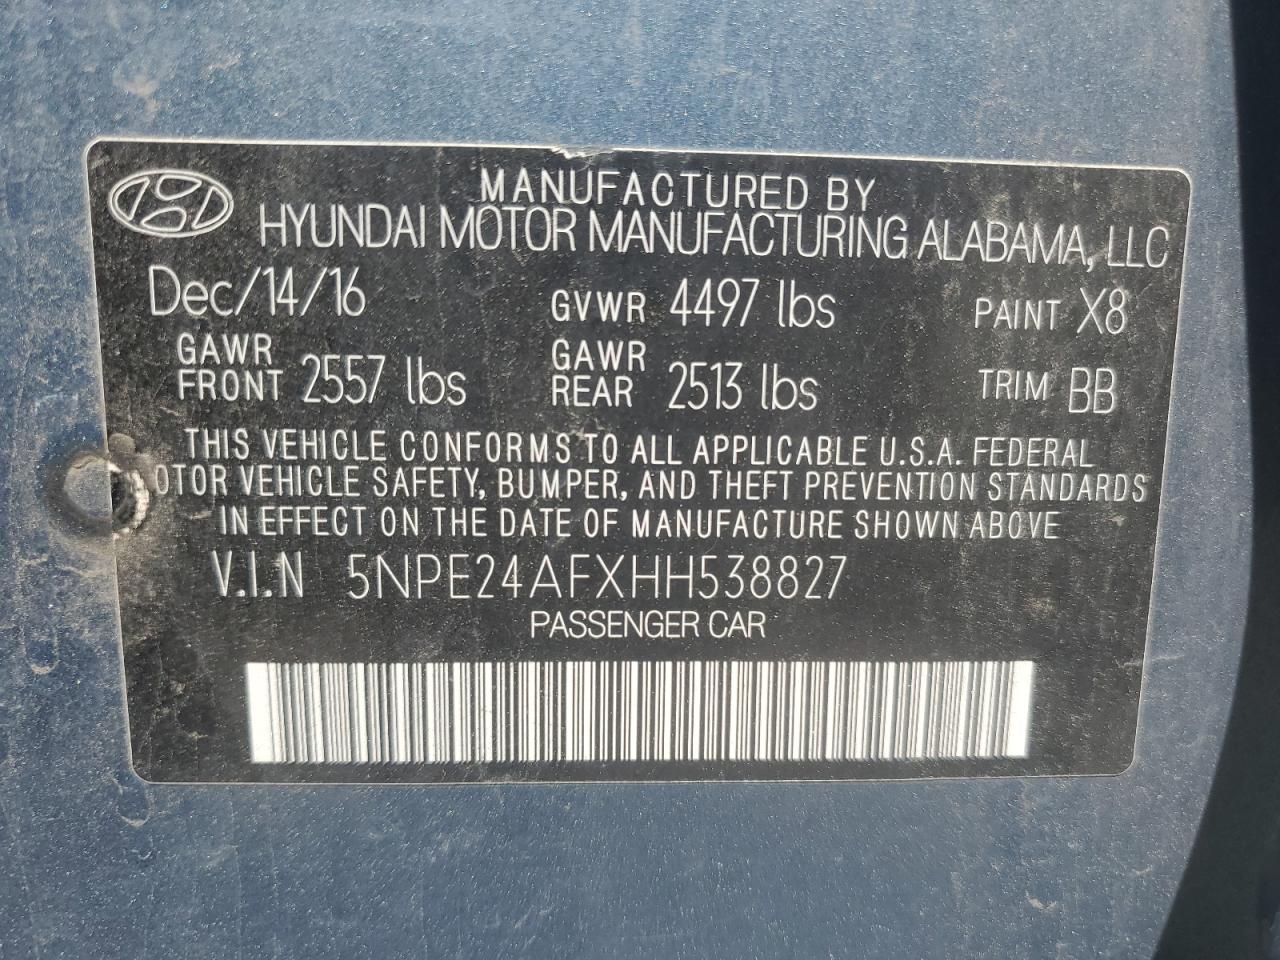 MANUFACTURED BY
HYUNDAI MOTOR MANUFACTURING ALABAMA, LLC
Dec/14/16 GVWR 4497 lbs PAINT X8
GAWR FRONT 2557 lbs GAWR REAR 2513 lbs TRIM BB
THIS VEHICLE CONFORMS TO ALL APPLICABLE U.S.A. FEDERAL
OTOR VEHICLE SAFETY, BUMPER, AND THEFT PREVENTION STANDARDS
IN EFFECT ON THE DATE OF MANUFACTURE SHOWN ABOVE
V.I.N 5NPE24AFXHH538827
PASSENGER CAR